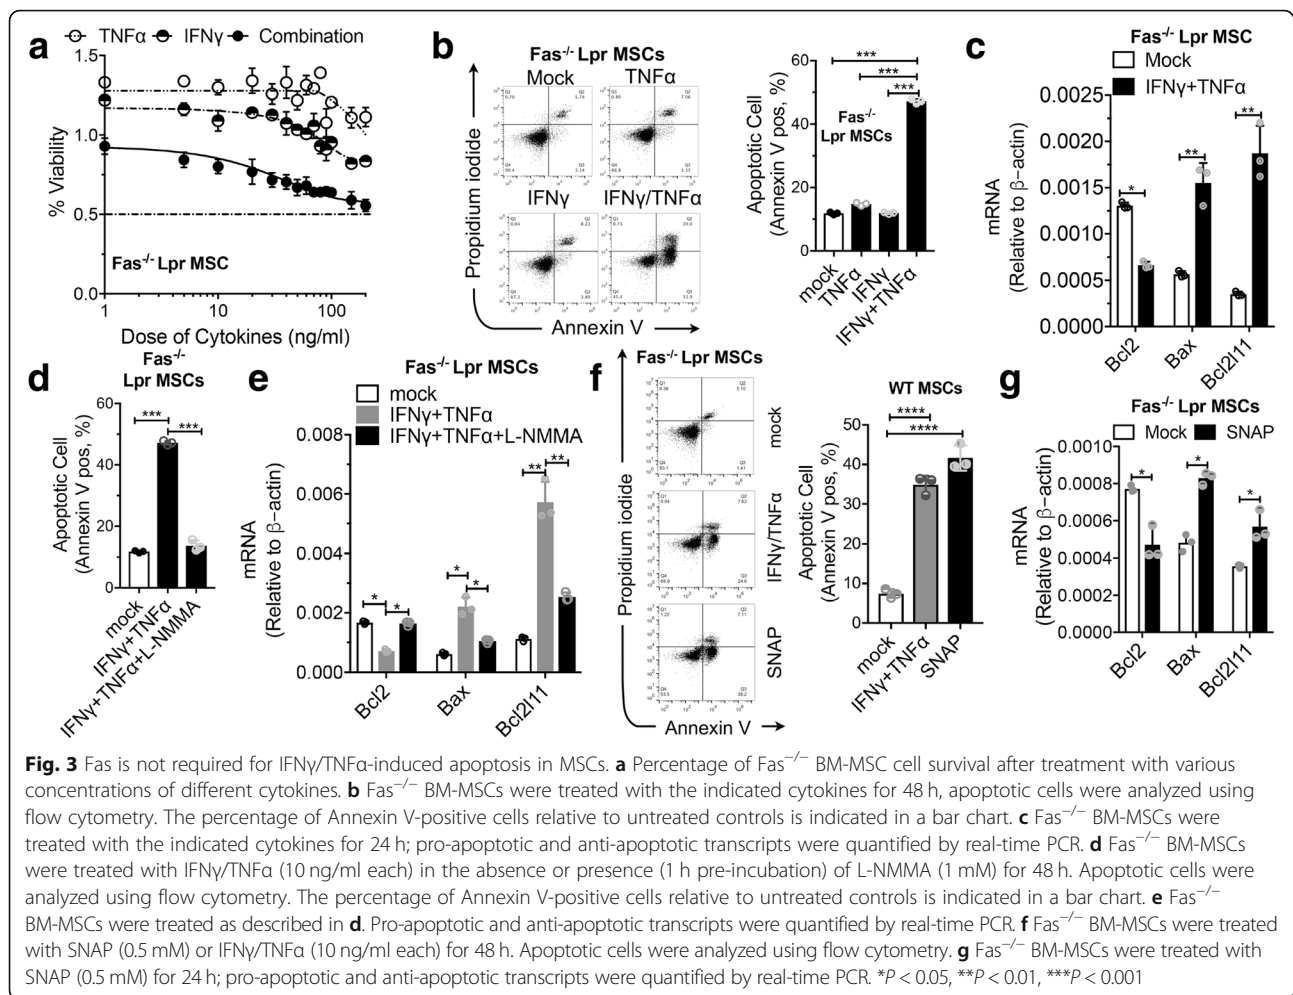 a
TNFα IFNγ Combination
1.5
1.0
0.5
0.0
% Viability
Fas-/- Lpr MSC
1 10 100
Dose of Cytokines (ng/ml)
b
Fas-/- Lpr MSCs
Mock TNFα
IFNγ IFNγ/TNFα
Propidium iodide
Annexin V
Apoptotic Cell
(Annexin V pos, %)
60
40
20
0
***
***
***
Fas-/-
Lpr MSCs
mock
TNFα
IFNγ
IFNγ+TNFα
c
Fas-/- Lpr MSC
Mock
IFNγ+TNFα
mRNA
(Relative to β-actin)
0.0025
0.0020
0.0015
0.0010
0.0005
0.0000
* ** **
Bcl2 Bax Bcl2l11
d
Fas-/-
Lpr MSCs
Apoptotic Cell
(Annexin V pos, %)
60
40
20
0
*** ***
mock
IFNγ+TNFα
IFNγ+TNFα+L-NMMA
e
Fas-/- Lpr MSCs
mock
IFNγ+TNFα
IFNγ+TNFα+L-NMMA
mRNA
(Relative to β-actin)
0.008
0.006
0.004
0.002
0.000
* * * * ** **
Bcl2 Bax Bcl2l11
f
Fas-/- Lpr MSCs
mock
IFNγ/TNFα
SNAP
Propidium iodide
Annexin V
WT MSCs
Apoptotic Cell
(Annexin V pos, %)
50
40
30
20
10
0
****
****
mock
IFNγ+TNFα
SNAP
g
Fas-/- Lpr MSCs
Mock SNAP
mRNA
(Relative to β-actin)
0.0010
0.0008
0.0006
0.0004
0.0002
0.0000
* * *
Bcl2 Bax Bcl2l11
Fig. 3 Fas is not required for IFNγ/TNFα-induced apoptosis in MSCs. a Percentage of Fas−/− BM-MSC cell survival after treatment with various
concentrations of different cytokines. b Fas−/− BM-MSCs were treated with the indicated cytokines for 48 h, apoptotic cells were analyzed using
flow cytometry. The percentage of Annexin V-positive cells relative to untreated controls is indicated in a bar chart. c Fas−/− BM-MSCs were
treated with the indicated cytokines for 24 h; pro-apoptotic and anti-apoptotic transcripts were quantified by real-time PCR. d Fas−/− BM-MSCs
were treated with IFNγ/TNFα (10 ng/ml each) in the absence or presence (1 h pre-incubation) of L-NMMA (1 mM) for 48 h. Apoptotic cells were
analyzed using flow cytometry. The percentage of Annexin V-positive cells relative to untreated controls is indicated in a bar chart. e Fas−/−
BM-MSCs were treated as described in d. Pro-apoptotic and anti-apoptotic transcripts were quantified by real-time PCR. f Fas−/− BM-MSCs were treated
with SNAP (0.5 mM) or IFNγ/TNFα (10 ng/ml each) for 48 h. Apoptotic cells were analyzed using flow cytometry. g Fas−/− BM-MSCs were treated with
SNAP (0.5 mM) for 24 h; pro-apoptotic and anti-apoptotic transcripts were quantified by real-time PCR. *P < 0.05, **P < 0.01, ***P < 0.001